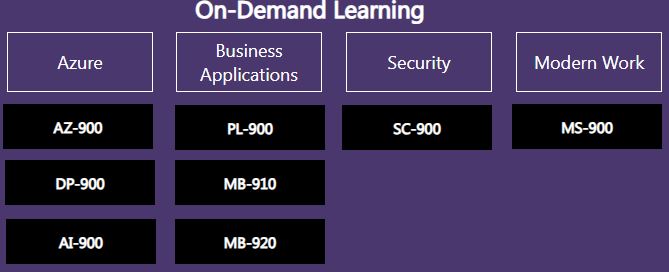 On-Demand Learning
Azure
Business
Applications
Security
Modern Work
AZ-900
PL-900
SC-900
MS-900
DP-900
MB-910
AI-900
MB-920